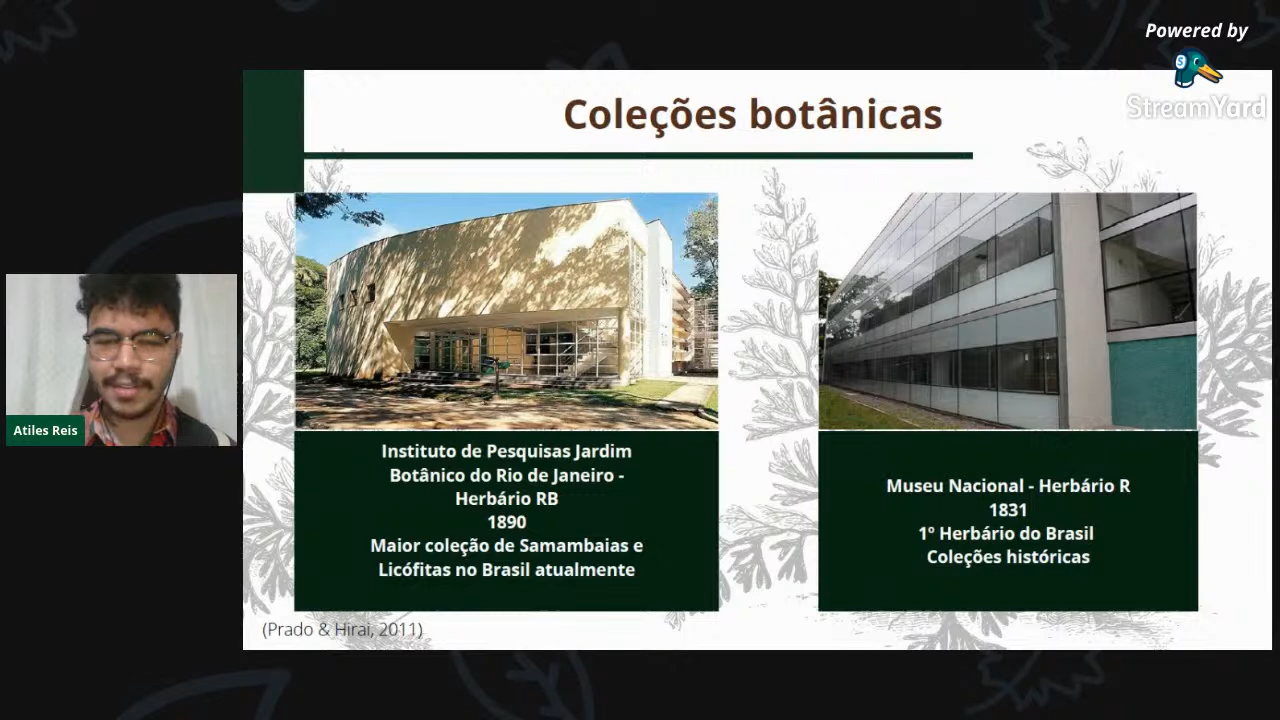 Powered by
StreamYard
Coleções botânicas
Atiles Reis
Instituto de Pesquisas Jardim
Botânico do Rio de Janeiro -
Herbário RB
1890
Maior coleção de Samambaias e
Licófitas no Brasil atualmente
Museu Nacional - Herbário R
1831
1º Herbário do Brasil
Coleções históricas
(Prado & Hirai, 2011)